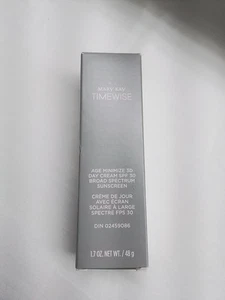 MARY KAY
TIMEWISE
AGE MINIMIZE 3D
DAY CREAM SPF 30
BROAD SPECTRUM
SUNSCREEN
CRÈME DE JOUR
AVEC ÉCRAN
SOLAIRE À LARGE
SPECTRE FPS 30
DIN 02459086
1.7 OZ. NET WT. / 48 g